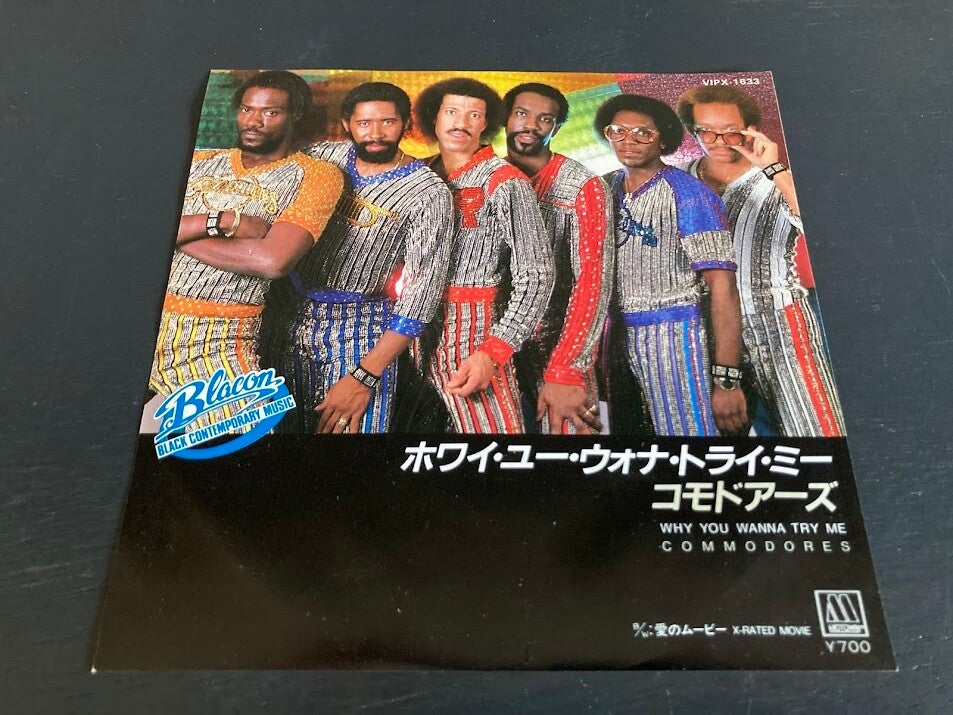 VIPX-1633
Blacon
BLACK CONTEMPORARY MUSIC
ホワイ・ユー・ウォナ・トライ・ミー
コモドアーズ
WHY YOU WANNA TRY ME
COMMODORES
B/W:愛のムービー X-RATED MOVIE
MOTOWN
¥700